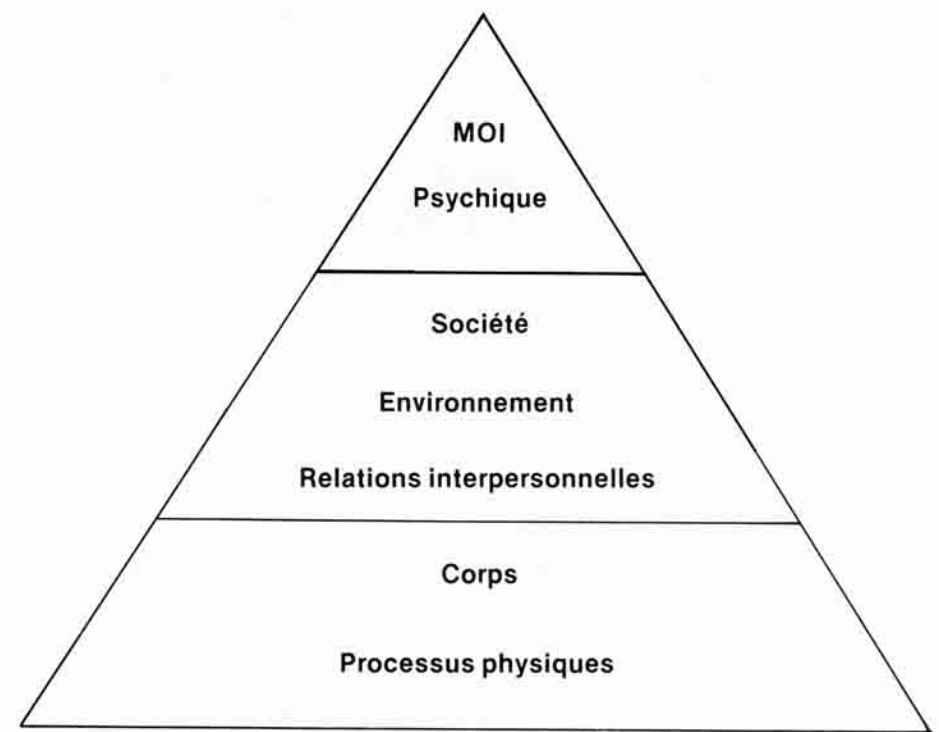 MOI
Psychique
Société
Environnement
Relations interpersonnelles
Corps
Processus physiques